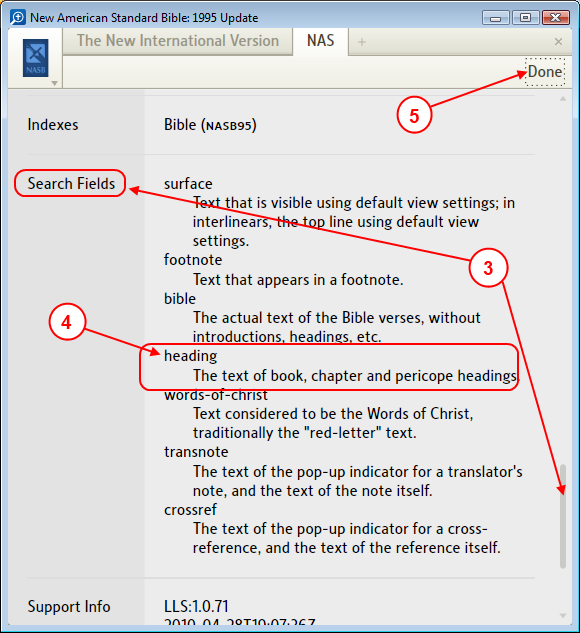 New American Standard Bible: 1995 Update
The New International Version NAS + ×
NASB
Done
5
Indexes Bible (NASB95)
Search Fields surface
Text that is visible using default view settings; in
interlinears, the top line using default view
settings.
footnote
Text that appears in a footnote.
3
bible
The actual text of the Bible verses, without
introductions, headings, etc.
4
heading
The text of book, chapter and pericope headings.
words-of-christ
Text considered to be the Words of Christ,
traditionally the "red-letter" text.
transnote
The text of the pop-up indicator for a translator's
note, and the text of the note itself.
crossref
The text of the pop-up indicator for a cross-
reference, and the text of the reference itself.
Support Info LLS:1.0.71
2010-04-28T19:07:26Z